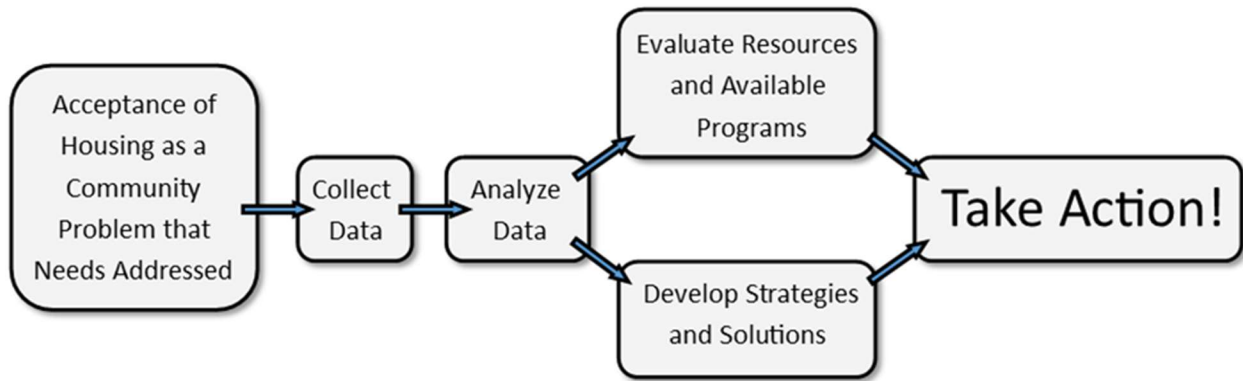 Acceptance of
Housing as a
Community
Problem that
Needs Addressed
Collect
Data
Analyze
Data
Evaluate Resources
and Available
Programs
Develop Strategies
and Solutions
Take Action!